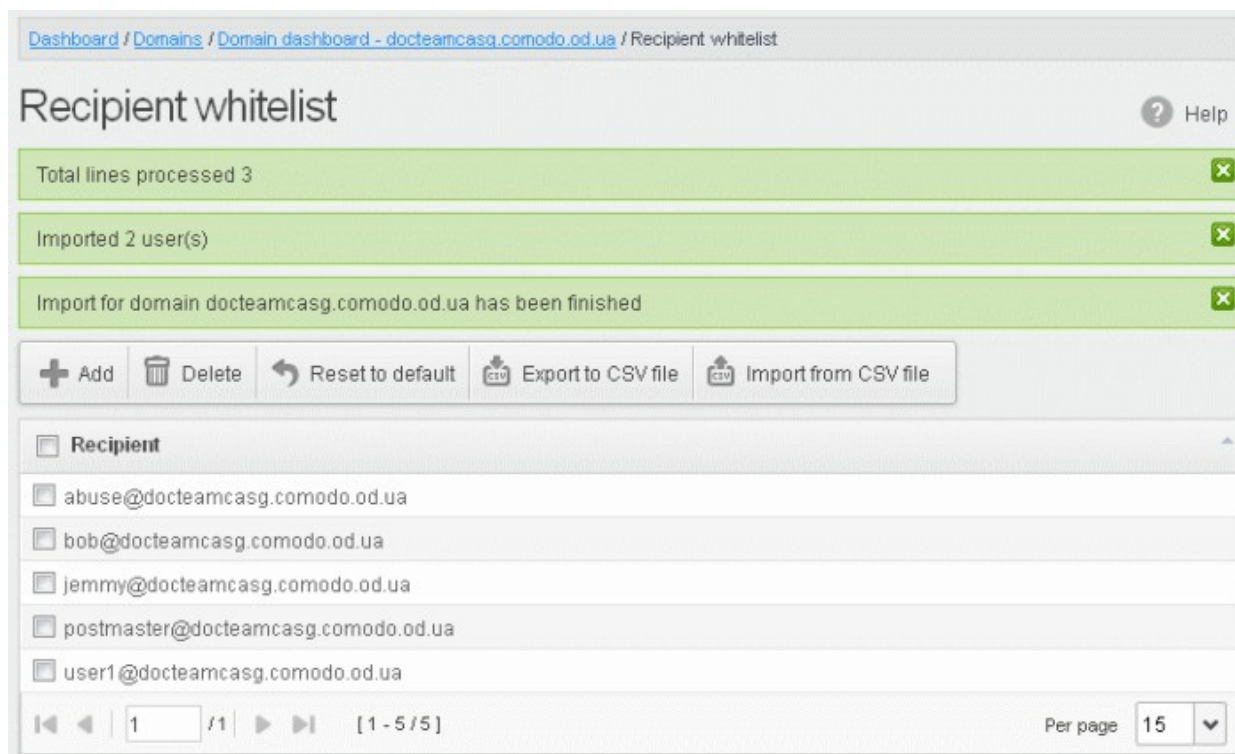 Dashboard / Domains / Domain dashboard - docteamcasg.comodo.od.ua / Recipient whitelist
Recipient whitelist
? Help
Total lines processed 3
Imported 2 user(s)
Import for domain docteamcasg.comodo.od.ua has been finished
Add Delete Reset to default CSV Export to CSV file CSV Import from CSV file
Recipient
abuse@docteamcasg.comodo.od.ua
bob@docteamcasg.comodo.od.ua
jemmy@docteamcasg.comodo.od.ua
postmaster@docteamcasg.comodo.od.ua
user1@docteamcasg.comodo.od.ua
1 /1 [ 1 - 5 / 5 ] Per page 15